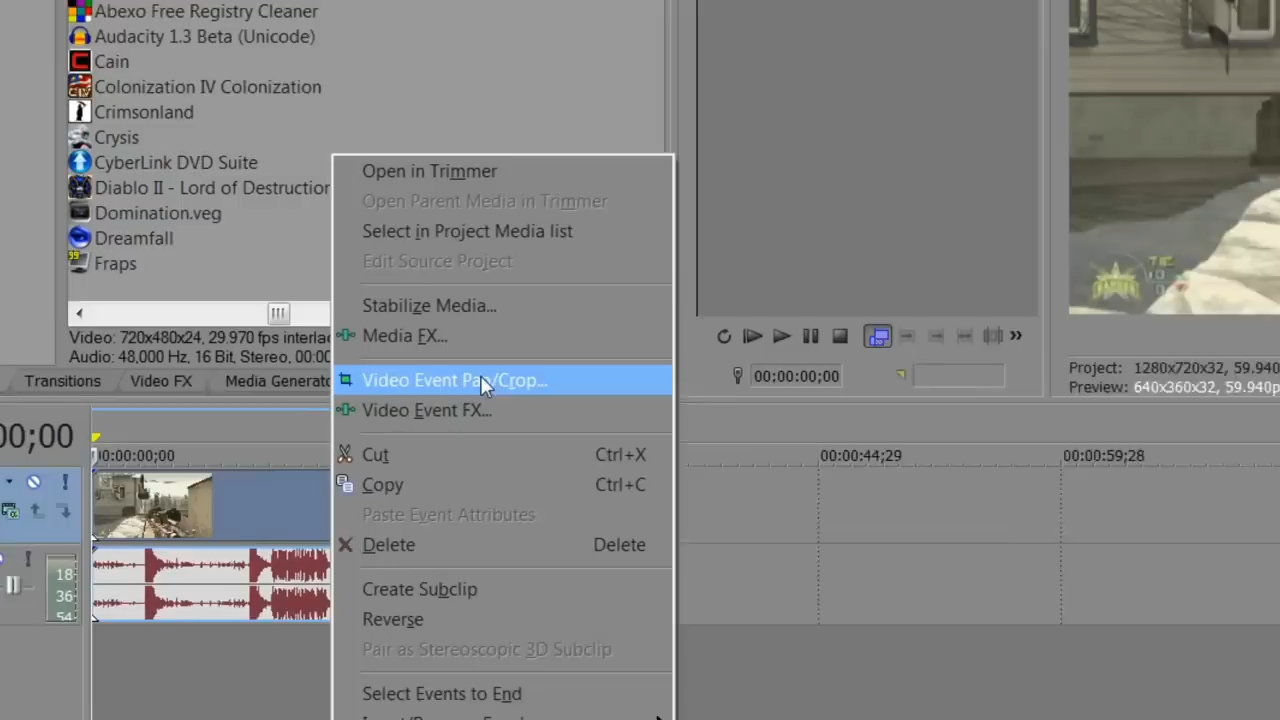 Abexo Free Registry Cleaner
Audacity 1.3 Beta (Unicode)
Cain
Colonization IV Colonization
Crimsonland
Crysis
CyberLink DVD Suite
Diablo II - Lord of Destruction
Domination.veg
Dreamfall
Fraps
Video: 720x480x24, 29.970 fps interlac
Audio: 48,000 Hz, 16 Bit, Stereo, 00:00
Transitions
Video FX
Media Generato
Open in Trimmer
Open Parent Media in Trimmer
Select in Project Media list
Edit Source Project
Stabilize Media...
Media FX...
Video Event Pan/Crop...
Video Event FX...
Cut Ctrl+X
Copy Ctrl+C
Paste Event Attributes
Delete Delete
Create Subclip
Reverse
Pair as Stereoscopic 3D Subclip
Select Events to End
00:00:00;00
Project: 1280x720x32, 59.940
Preview: 640x360x32, 59.940p
00;00
00:00:00;00
00:00:44;29
00:00:59;28
18
36
54